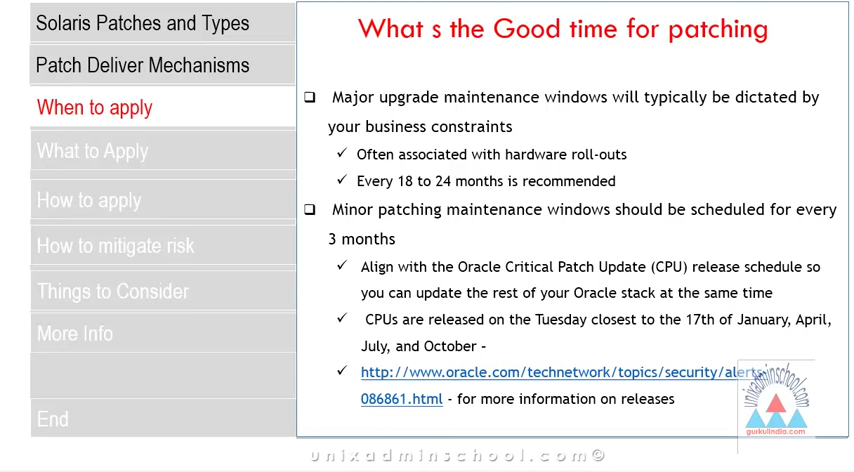 Solaris Patches and Types
Patch Deliver Mechanisms
When to apply
What to Apply
How to apply
How to mitigate risk
Things to Consider
More Info
End
What s the Good time for patching
❑ Major upgrade maintenance windows will typically be dictated by
your business constraints
✓ Often associated with hardware roll-outs
✓ Every 18 to 24 months is recommended
❑ Minor patching maintenance windows should be scheduled for every
3 months
✓ Align with the Oracle Critical Patch Update (CPU) release schedule so
you can update the rest of your Oracle stack at the same time
✓ CPUs are released on the Tuesday closest to the 17th of January, April,
July, and October –
✓ http://www.oracle.com/technetwork/topics/security/alerts-
086861.html - for more information on releases
unixadminschool.com
gurkulindia.com
unixadminschool.com©